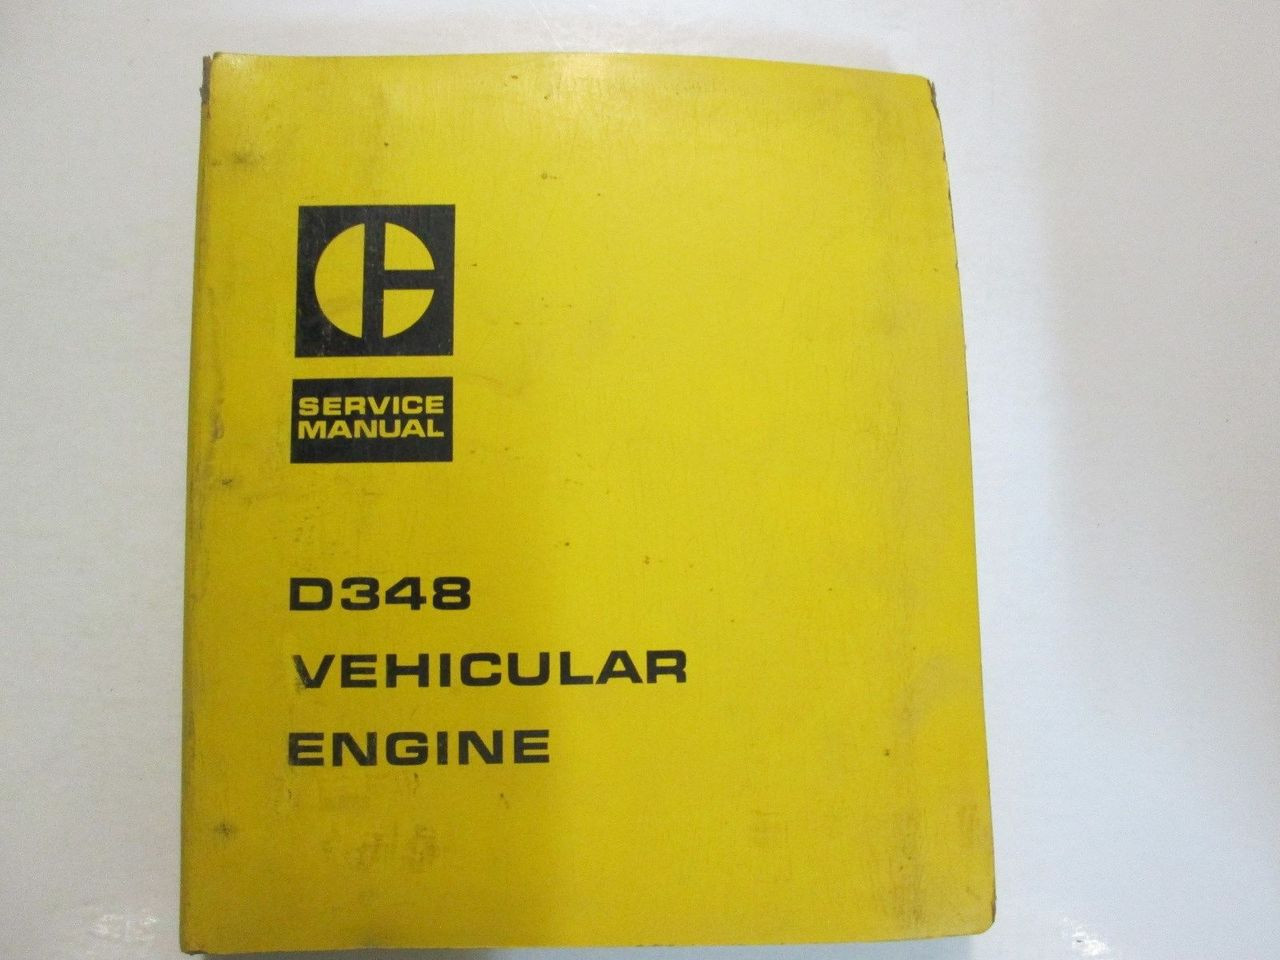 SERVICE
MANUAL
D348
VEHICULAR
ENGINE